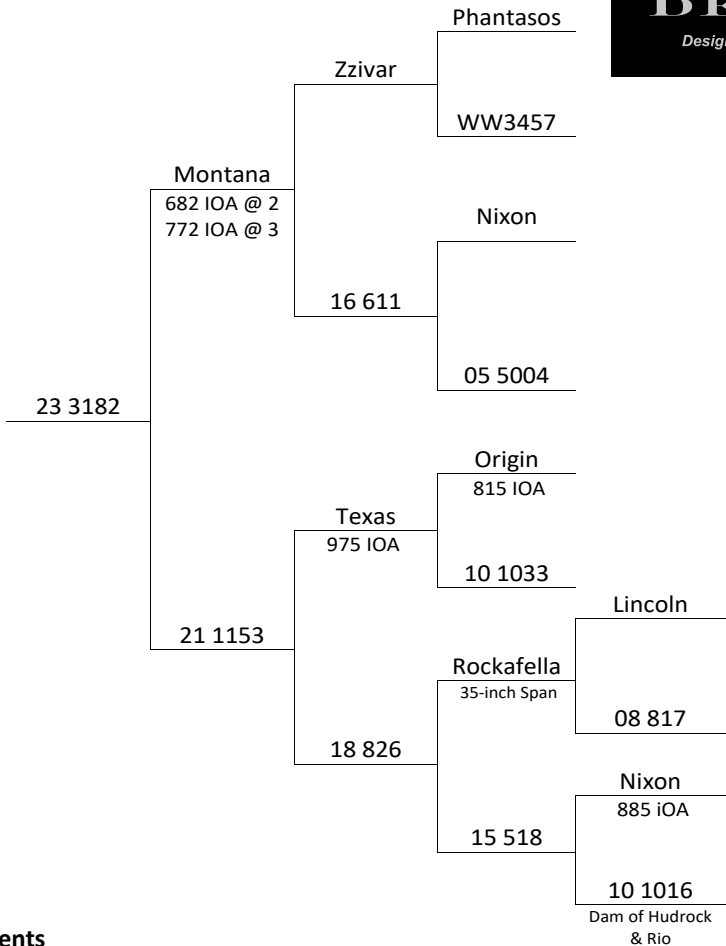 Phantasos
Zzivar
WW3457
Montana
682 IOA @ 2
772 IOA @ 3
Nixon
16 611
05 5004
23 3182
Origin
815 IOA
Texas
975 IOA
10 1033
Lincoln
21 1153
Rockafella
35-inch Span
08 817
18 826
Nixon
885 iOA
15 518
10 1016
Dam of Hudrock
& Rio